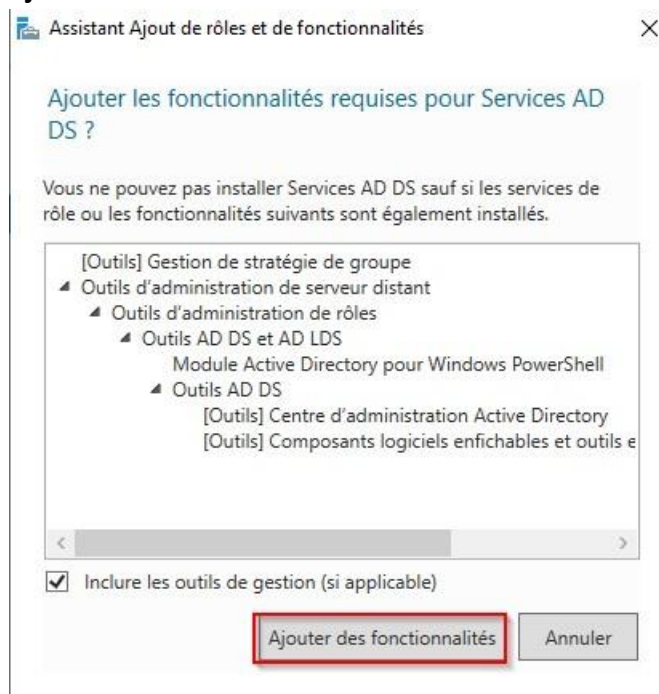 Assistant Ajout de rôles et de fonctionnalités
Ajouter les fonctionnalités requises pour Services AD
DS ?
Vous ne pouvez pas installer Services AD DS sauf si les services de
rôle ou les fonctionnalités suivants sont également installés.
[Outils] Gestion de stratégie de groupe
Outils d'administration de serveur distant
Outils d'administration de rôles
Outils AD DS et AD LDS
Module Active Directory pour Windows PowerShell
Outils AD DS
[Outils] Centre d'administration Active Directory
[Outils] Composants logiciels enfichables et outils e
Inclure les outils de gestion (si applicable)
Ajouter des fonctionnalités
Annuler